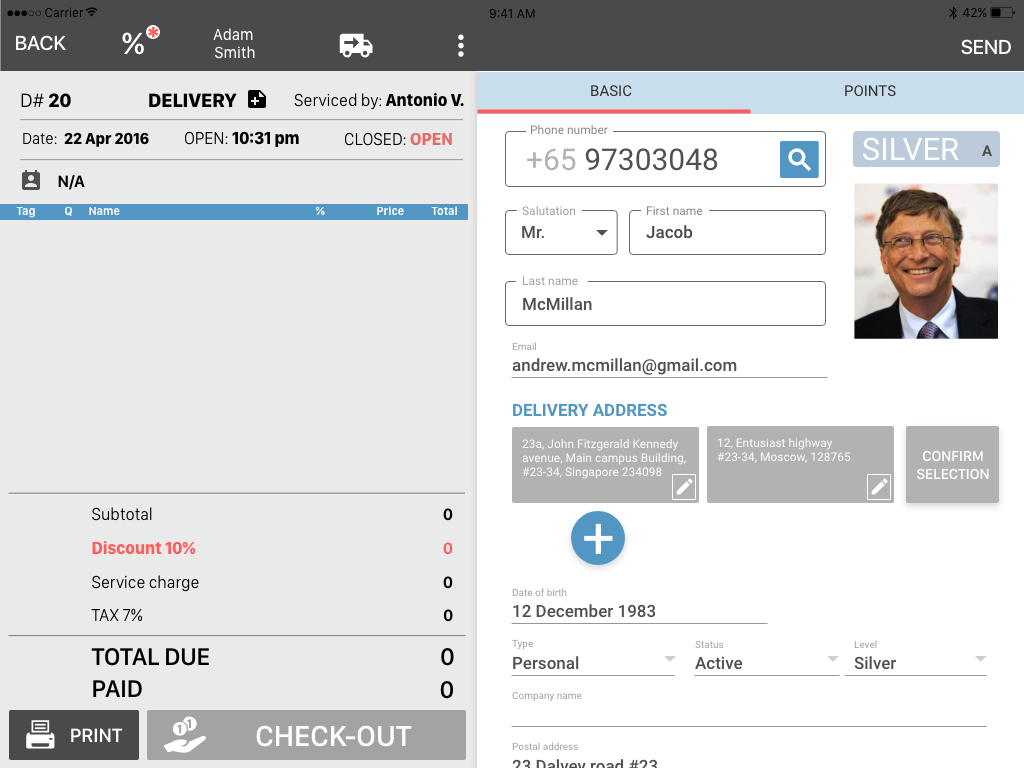 Carrier
9:41 AM
42%
BACK
%
Adam
Smith
SEND
D# 20
DELIVERY
Serviced by: Antonio V.
Date: 22 Apr 2016
OPEN: 10:31 pm
CLOSED: OPEN
N/A
Tag Q Name % Price Total
Subtotal 0
Discount 10% 0
Service charge 0
TAX 7% 0
TOTAL DUE 0
PAID 0
PRINT
1 1
CHECK-OUT
BASIC
POINTS
Phone number
+65 97303048
SILVER A
Salutation
Mr.
First name
Jacob
Last name
McMillan
Email
andrew.mcmillan@gmail.com
DELIVERY ADDRESS
23a, John Fitzgerald Kennedy
avenue, Main campus Building,
#23-34, Singapore 234098
12, Entusiast highway
#23-34, Moscow, 128765
CONFIRM
SELECTION
Date of birth
12 December 1983
Type
Personal
Status
Active
Level
Silver
Company name
Postal address
23 Dalvey road #23